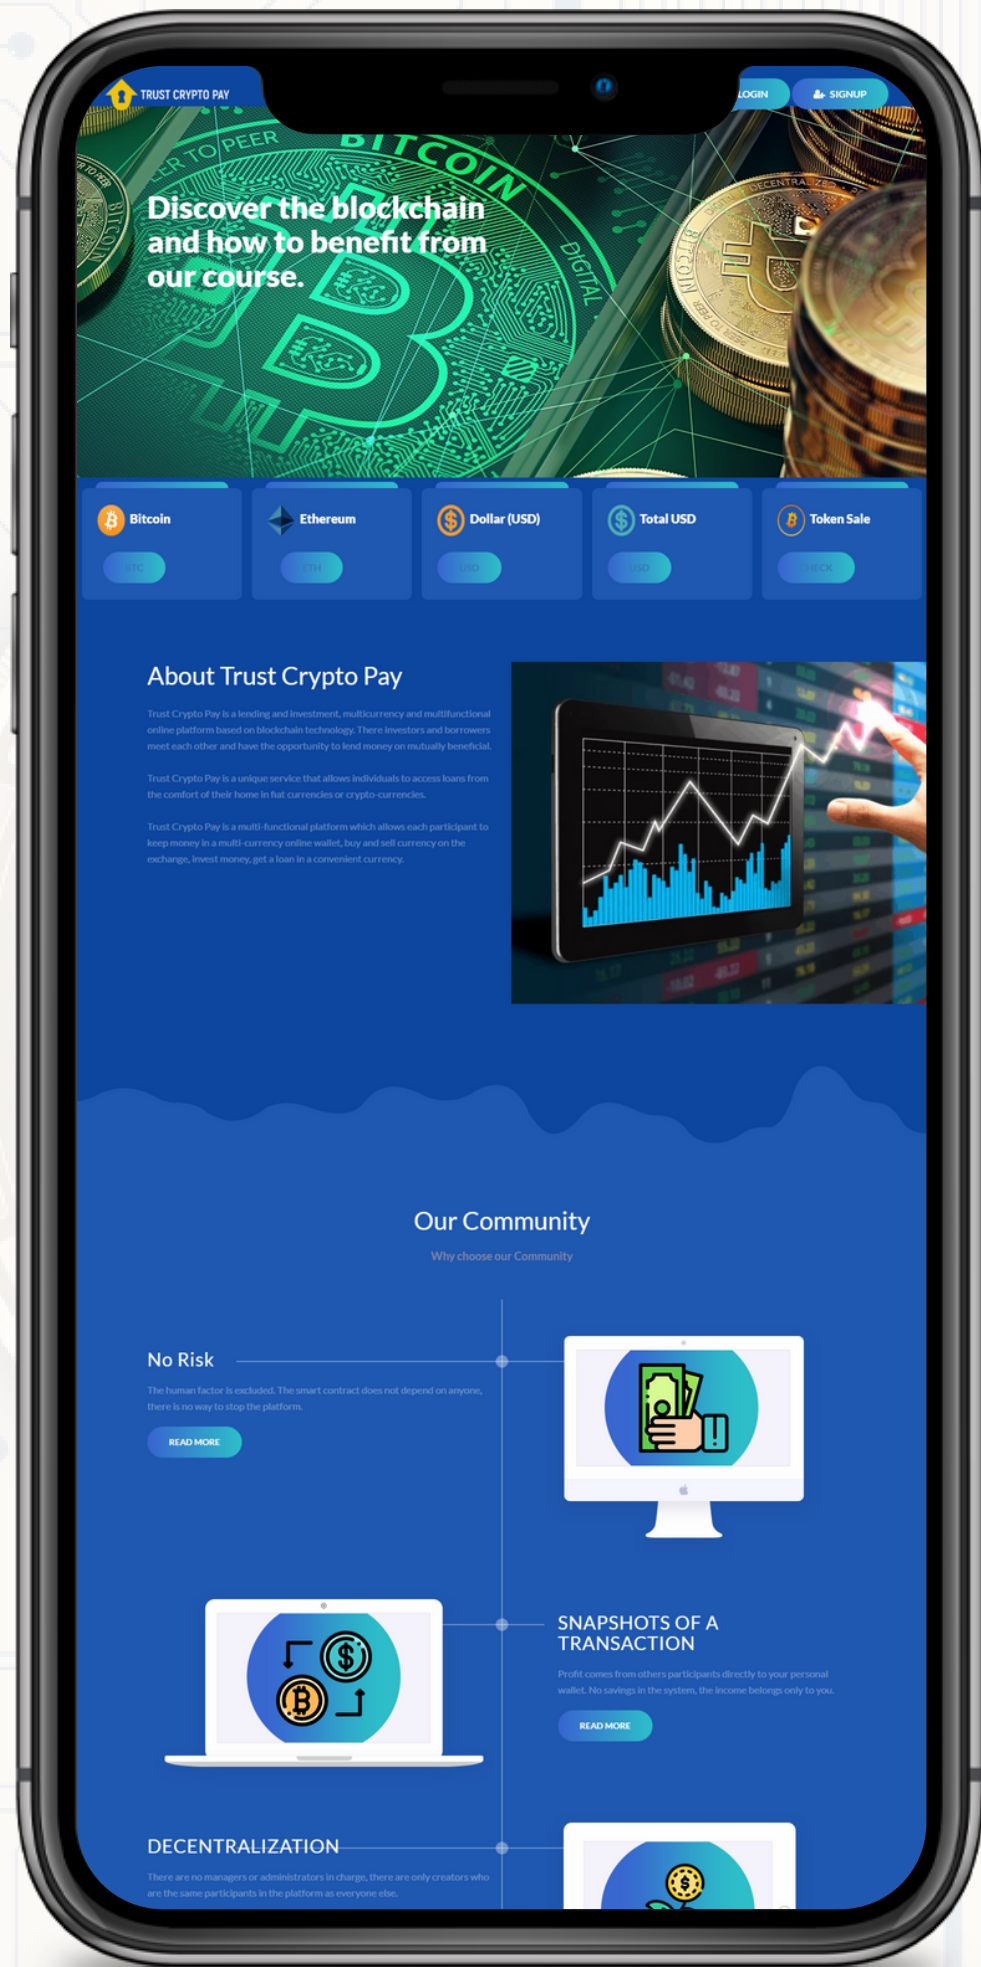 TRUST CRYPTO PAY
LOGIN
SIGNUP
PEER TO PEER
BITCOIN
DIGITAL
DECENTRALIZED
BITCOIN
BITCOIN
Discover the blockchain
and how to benefit from
our course.
Bitcoin
BTC
Ethereum
ETH
Dollar (USD)
USD
Total USD
USD
Token Sale
CHECK
About Trust Crypto Pay
Trust Crypto Pay is a lending and investment, multicurrency and multifunctional
online platform based on blockchain technology. There investors and borrowers
meet each other and have the opportunity to lend money on mutually beneficial.
Trust Crypto Pay is a unique service that allows individuals to access loans from
the comfort of their home in fiat currencies or crypto-currencies.
Trust Crypto Pay is a multi-functional platform which allows each participant to
keep money in a multi-currency online wallet, buy and sell currency on the
exchange, invest money, get a loan in a convenient currency.
Our Community
Why choose our Community
No Risk
The human factor is excluded. The smart contract does not depend on anyone,
there is no way to stop the platform.
READ MORE
SNAPSHOTS OF A
TRANSACTION
Profit comes from others participants directly to your personal
wallet. No savings in the system, the income belongs only to you.
READ MORE
DECENTRALIZATION
There are no managers or administrators in charge, there are only creators who
are the same participants in the platform as everyone else.